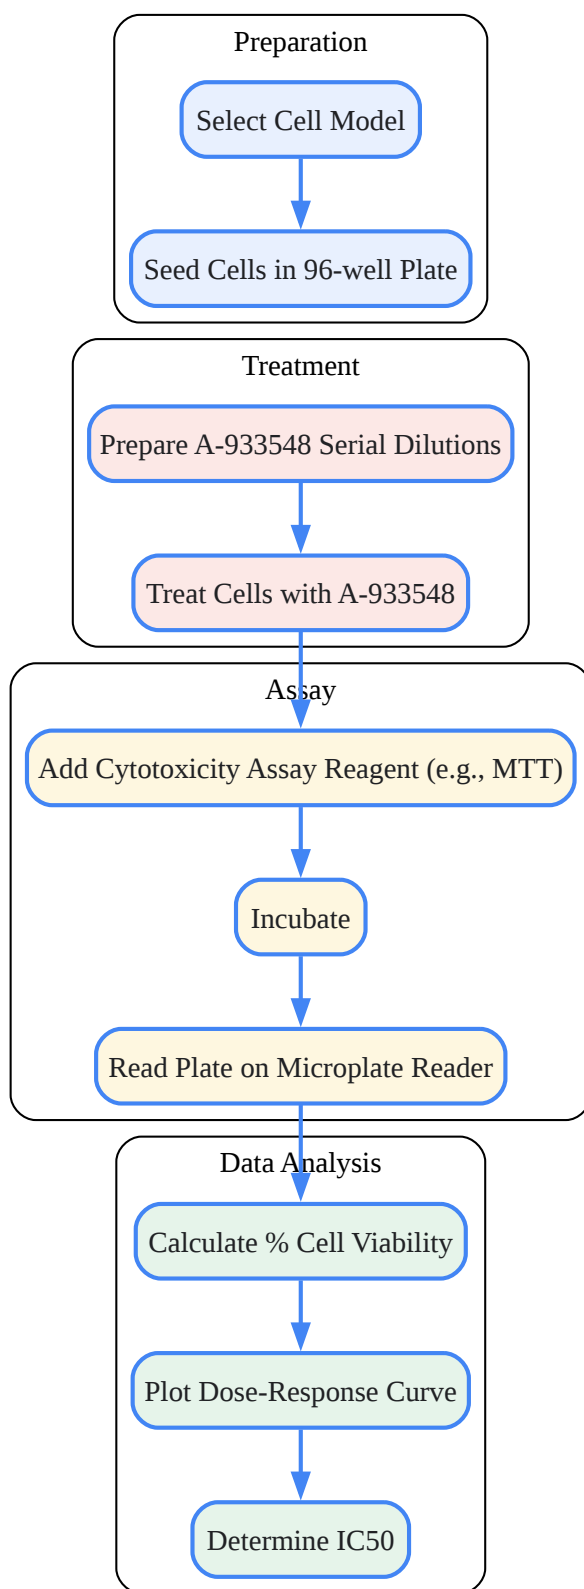 Preparation
Select Cell Model
Seed Cells in 96-well Plate
Treatment
Prepare A-933548 Serial Dilutions
Treat Cells with A-933548
Assay
Add Cytotoxicity Assay Reagent (e.g., MTT)
Incubate
Read Plate on Microplate Reader
Data Analysis
Calculate % Cell Viability
Plot Dose-Response Curve
Determine IC50